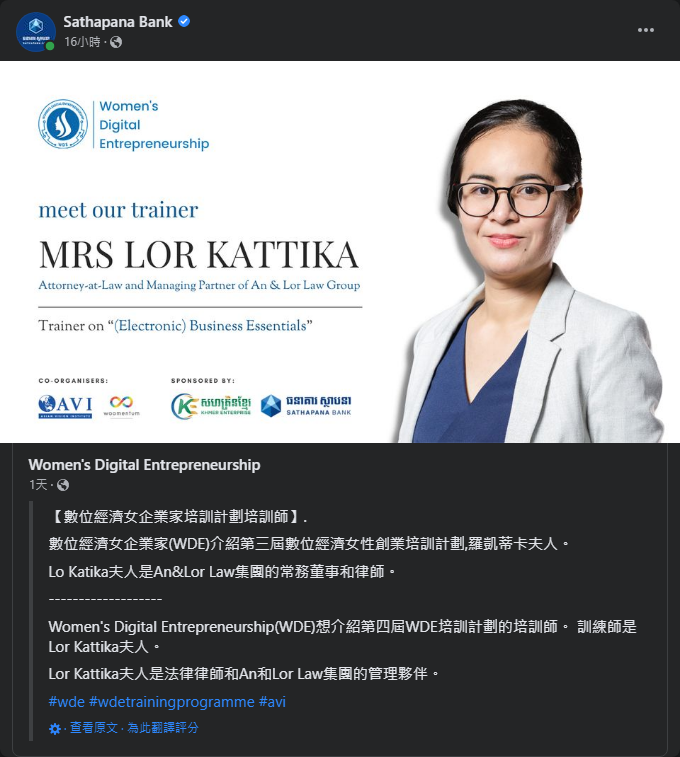 Sathapana Bank
16小時 ·
Women's
Digital
Entrepreneurship
WDE
meet our trainer
MRS LOR KATTIKA
Attorney-at-Law and Managing Partner of An & Lor Law Group
Trainer on “(Electronic) Business Essentials”
CO-ORGANISERS:
SPONSORED BY:
AVI
ASIAN VISION INSTITUTE
woomentum
សហគ្រិនខ្មែរ
KHMER ENTERPRISE
ធនាគារ ស្ថាបនា
SATHAPANA BANK
Women's Digital Entrepreneurship
1天 ·
【數位經濟女企業家培訓計劃培訓師】.
數位經濟女企業家(WDE)介紹第三屆數位經濟女性創業培訓計劃,羅凱蒂卡夫人。
Lo Katika夫人是An&Lor Law集團的常務董事和律師。
-------------------
Women's Digital Entrepreneurship(WDE)想介紹第四屆WDE培訓計劃的培訓師。 訓練師是
Lor Kattika夫人。
Lor Kattika夫人是法律律師和An和Lor Law集團的管理夥伴。
#wde #wdetrainingprogramme #avi
· 查看原文 · 為此翻譯評分